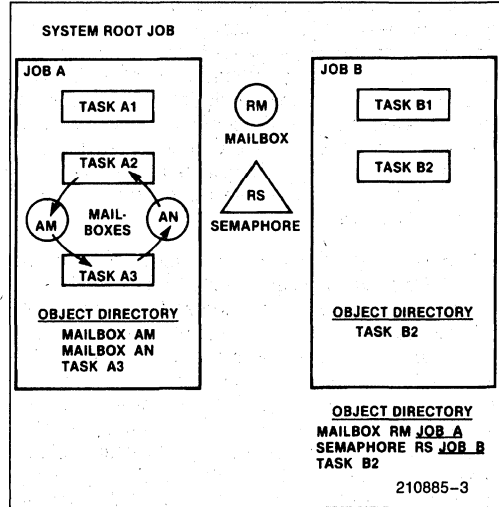 SYSTEM ROOT JOB
JOB A
TASK A1
TASK A2
AM
MAIL-
BOXES
AN
TASK A3
OBJECT DIRECTORY
MAILBOX AM
MAILBOX AN
TASK A3
RM
MAILBOX
RS
SEMAPHORE
JOB B
TASK B1
TASK B2
OBJECT DIRECTORY
TASK B2
OBJECT DIRECTORY
MAILBOX RM JOB A
SEMAPHORE RS JOB B
TASK B2
210885-3